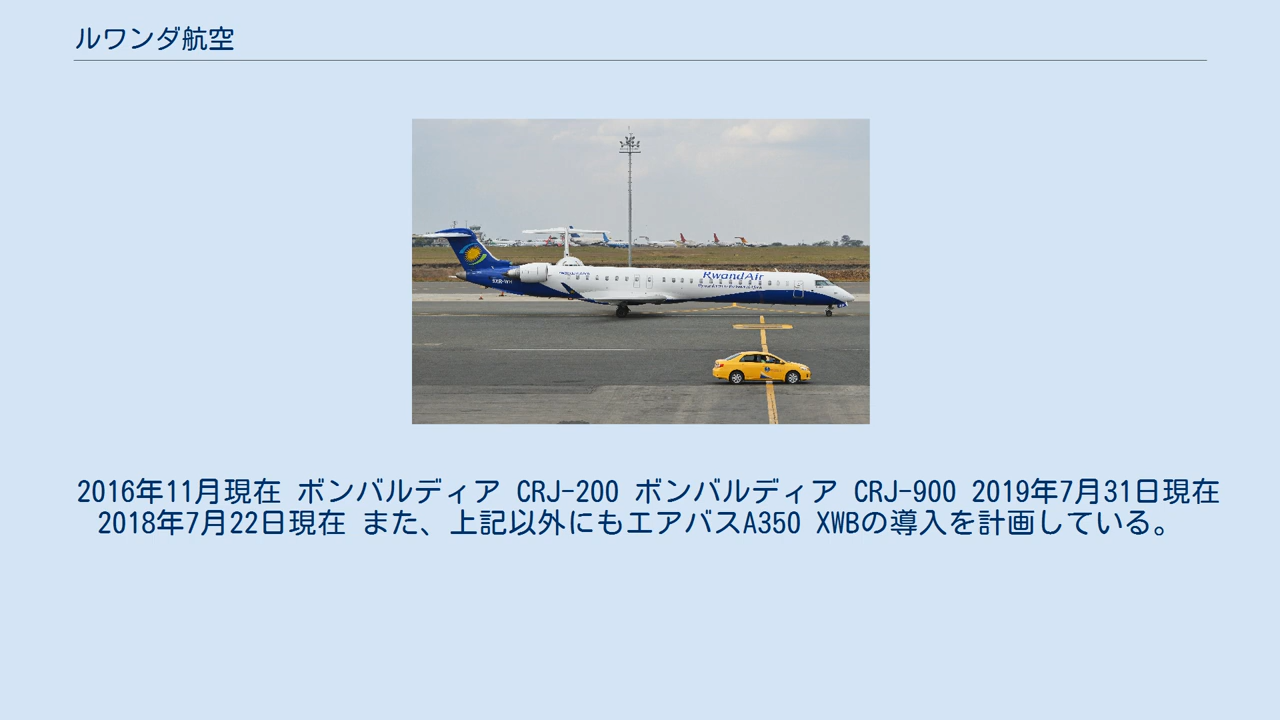 ルワンダ航空
RwandAir
2016年11月現在 ボンバルディア CRJ-200 ボンバルディア CRJ-900 2019年7月31日現在
2018年7月22日現在 また、上記以外にもエアバスA350 XWBの導入を計画している。